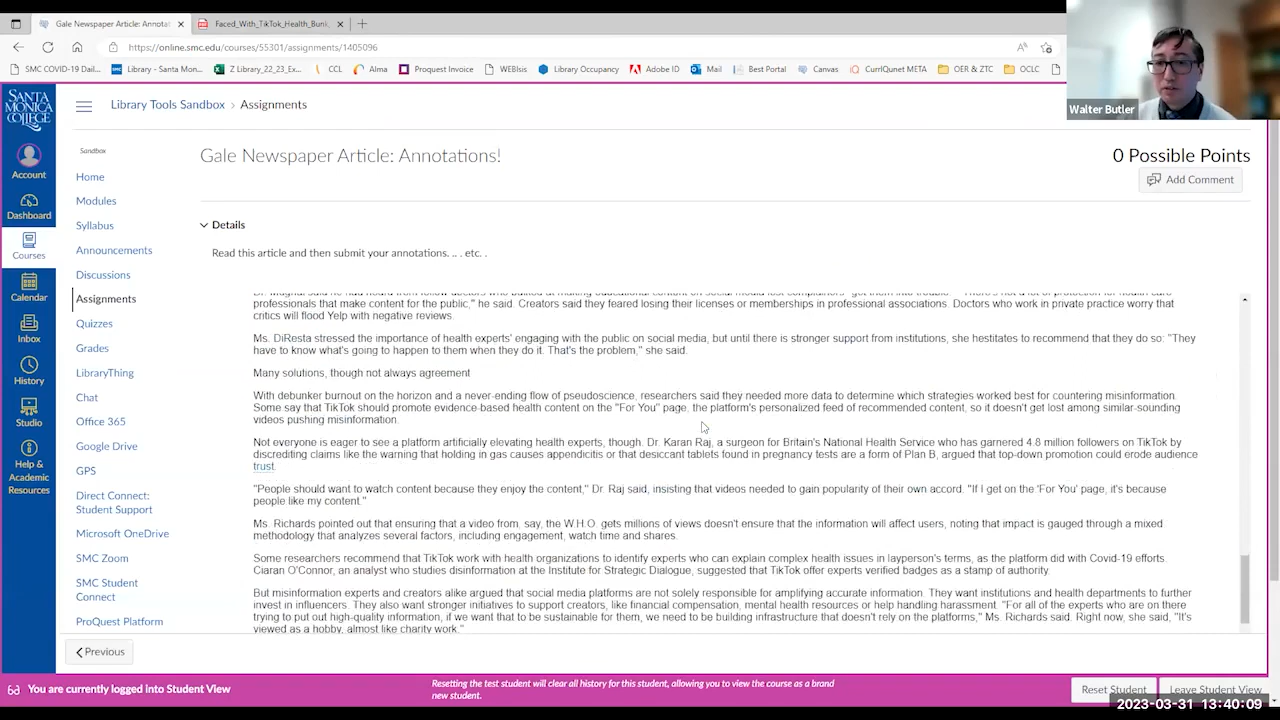 Gale Newspaper Article: Annotat
Faced_With_TikTok_Health_Bunk
https://online.smc.edu/courses/55301/assignments/1405096
SMC COVID-19 Dail... Library - Santa Mon... Z Library_22_23_Ex... CCL Alma Proquest Invoice WEBIsis Library Occupancy Adobe ID Mail Best Portal Canvas CurrIQunet META OER & ZTC OCLC
Walter Butler
SANTA MONICA COLLEGE
Account
Dashboard
Courses
Calendar
Inbox
History
Studio
Help & Academic Resources
Library Tools Sandbox > Assignments
Sandbox
Home
Modules
Syllabus
Announcements
Discussions
Assignments
Quizzes
Grades
LibraryThing
Chat
Office 365
Google Drive
GPS
Direct Connect:
Student Support
Microsoft OneDrive
SMC Zoom
SMC Student
Connect
ProQuest Platform
Gale Newspaper Article: Annotations!
0 Possible Points
Add Comment
Details
Read this article and then submit your annotations. .. . etc. .
professionals that make content for the public," he said. Creators said they feared losing their licenses or memberships in professional associations. Doctors who work in private practice worry that
critics will flood Yelp with negative reviews.
Ms. DiResta stressed the importance of health experts' engaging with the public on social media, but until there is stronger support from institutions, she hestitates to recommend that they do so: "They
have to know what's going to happen to them when they do it. That's the problem," she said.
Many solutions, though not always agreement
With debunker burnout on the horizon and a never-ending flow of pseudoscience, researchers said they needed more data to determine which strategies worked best for countering misinformation.
Some say that TikTok should promote evidence-based health content on the "For You" page, the platform's personalized feed of recommended content, so it doesn't get lost among similar-sounding
videos pushing misinformation.
Not everyone is eager to see a platform artificially elevating health experts, though. Dr. Karan Raj, a surgeon for Britain's National Health Service who has garnered 4.8 million followers on TikTok by
discrediting claims like the warning that holding in gas causes appendicitis or that desiccant tablets found in pregnancy tests are a form of Plan B, argued that top-down promotion could erode audience
trust.
"People should want to watch content because they enjoy the content," Dr. Raj said, insisting that videos needed to gain popularity of their own accord. "If I get on the 'For You' page, it's because
people like my content."
Ms. Richards pointed out that ensuring that a video from, say, the W.H.O. gets millions of views doesn't ensure that the information will affect users, noting that impact is gauged through a mixed
methodology that analyzes several factors, including engagement, watch time and shares.
Some researchers recommend that TikTok work with health organizations to identify experts who can explain complex health issues in layperson's terms, as the platform did with Covid-19 efforts.
Ciaran O'Connor, an analyst who studies disinformation at the Institute for Strategic Dialogue, suggested that TikTok offer experts verified badges as a stamp of authority.
But misinformation experts and creators alike argued that social media platforms are not solely responsible for amplifying accurate information. They want institutions and health departments to further
invest in influencers. They also want stronger initiatives to support creators, like financial compensation, mental health resources or help handling harassment. "For all of the experts who are on there
trying to put out high-quality information, if we want that to be sustainable for them, we need to be building infrastructure that doesn't rely on the platforms," Ms. Richards said. Right now, she said, "It's
viewed as a hobby, almost like charity work."
Previous
You are currently logged into Student View
Resetting the test student will clear all history for this student, allowing you to view the course as a brand
new student.
Reset Student
Leave Student View
2023-03-31 13:40:09